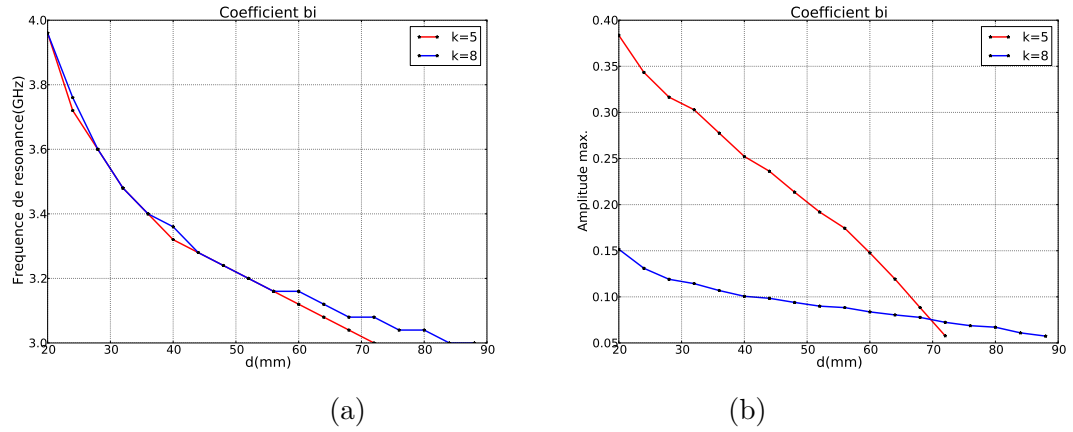 Coefficient bi
4.0
3.8
3.6
3.4
3.2
3.0
Frequence de resonance(GHz)
k=5
k=8
20 30 40 50 60 70 80 90
d(mm)
(a)
Coefficient bi
0.40
0.35
0.30
0.25
0.20
0.15
0.10
0.05
Amplitude max.
k=5
k=8
20 30 40 50 60 70 80 90
d(mm)
(b)